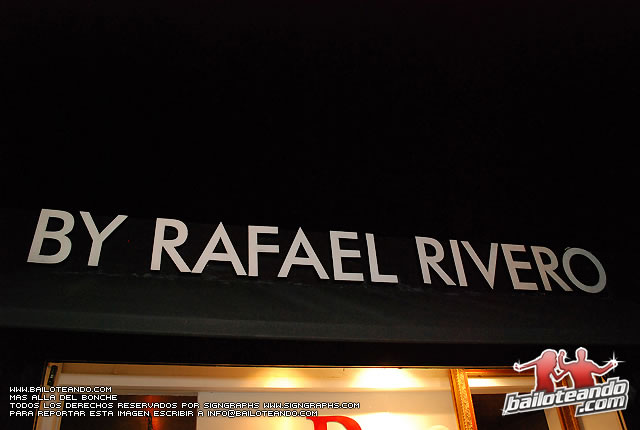 BY RAFAEL RIVERO
WWW.BAILOTEANDO.COM
MAS ALLA DEL BONCHE
TODOS LOS DERECHOS RESERVADOS POR SIGNGRAPHS WWW.SIGNGRAPHS.COM
PARA REPORTAR ESTA IMAGEN ESCRIBIR A INFO@BAILOTEANDO.COM
bailoteando
.com